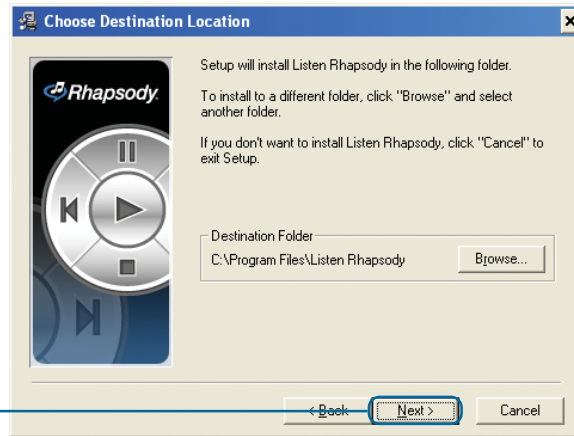 Choose Destination Location
Rhapsody.
Setup will install Listen Rhapsody in the following folder.
To install to a different folder, click "Browse" and select
another folder.
If you don't want to install Listen Rhapsody, click "Cancel" to
exit Setup.
Destination Folder
C:\Program Files\Listen Rhapsody
Browse...
< Back
Next >
Cancel